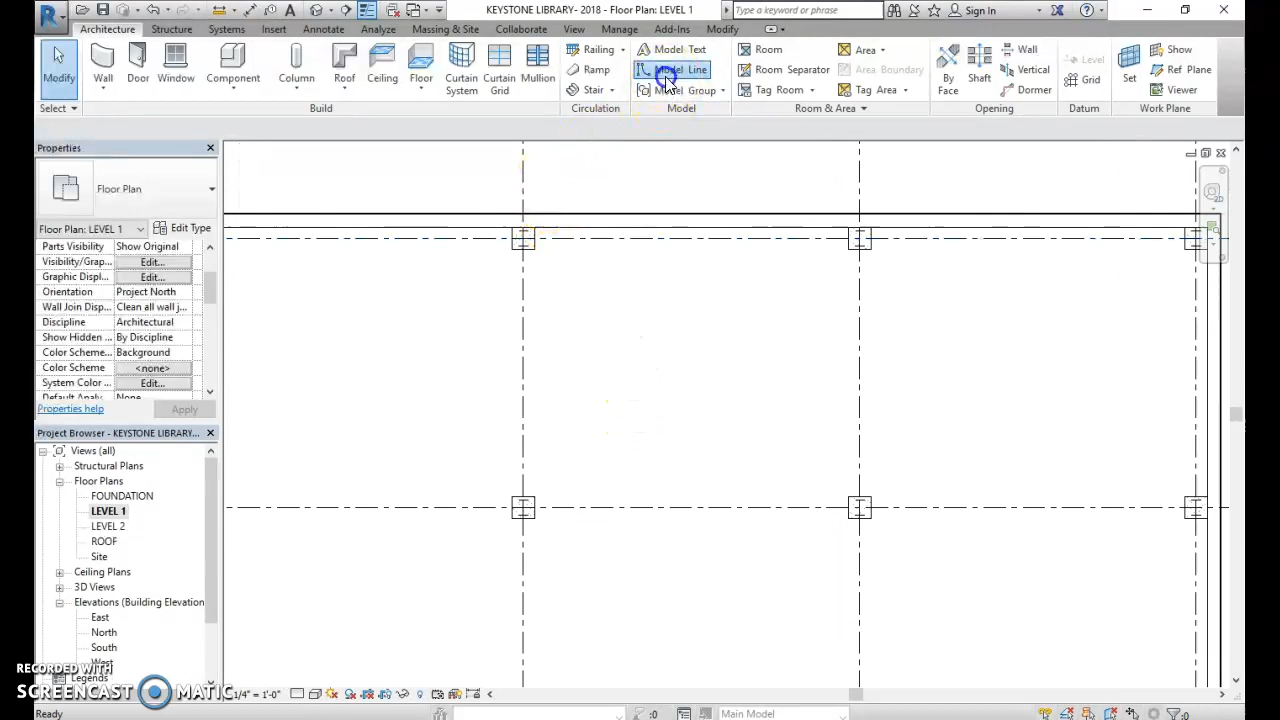 KEYSTONE LIBRARY- 2018 - Floor Plan: LEVEL 1
Type a keyword or phrase
Sign In
Architecture Structure Systems Insert Annotate Analyze Massing & Site Collaborate View Manage Add-Ins Modify
Modify Wall Door Window Component Column Roof Ceiling Floor Curtain System Curtain Grid Mullion
Railing Ramp Stair
Model Text Model Line Model Group
Room Room Separator Tag Room
Area Area Boundary Tag Area
By Face Shaft Wall Vertical Dormer
Level Grid
Set Show Ref Plane Viewer
Select Build Circulation Model Room & Area Opening Datum Work Plane
Properties
Floor Plan
Floor Plan: LEVEL 1 Edit Type
Parts Visibility Show Original
Visibility/Grap... Edit...
Graphic Displ... Edit...
Orientation Project North
Wall Join Disp... Clean all wall j...
Discipline Architectural
Show Hidden ... By Discipline
Color Scheme... Background
Color Scheme <none>
System Color ... Edit...
Default Analy... None
Properties help Apply
Project Browser - KEYSTONE LIBRARY...
Views (all)
Structural Plans
Floor Plans
FOUNDATION
LEVEL 1
LEVEL 2
ROOF
Site
Ceiling Plans
3D Views
Elevations (Building Elevation
East
North
South
West
Legends
RECORDED WITH
SCREENCAST MATIC
1/4" = 1'-0"
Ready
:0
Main Model
:0
2D